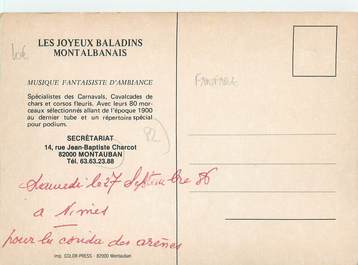 LES JOYEUX BALADINS
MONTALBANAIS
MUSIQUE FANTAISISTE D'AMBIANCE
Spécialistes des Carnavals, Cavalcades de
chars et corsos fleuris. Avec leurs 80 mor-
ceaux sélectionnés allant de l'époque 1900
au dernier tube et un répertoire spécial
pour podium.
SECRÉTARIAT
14, rue Jean-Baptiste Charcot
82000 MONTAUBAN
Tél. 63.63.23.88
82
Samedi le 27 Septembre 86
a Nimes
pour la corrida des arènes
imp. COLOR-PRESS - 82000 Montauban